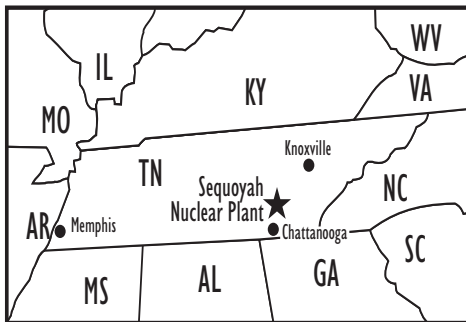 WV
IL
VA
KY
MO
Knoxville
TN
NC
Sequoyah
Nuclear Plant
AR
Memphis
Chattanooga
SC
GA
AL
MS